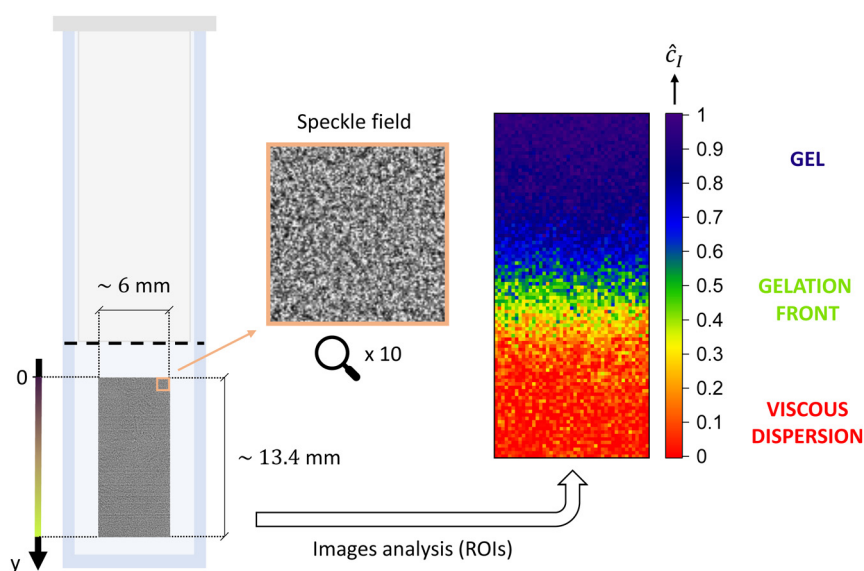 Speckle field
~ 6 mm
x 10
0
~ 13.4 mm
y
Images analysis (ROIs)
ĉ_I
1
0.9
0.8
0.7
0.6
0.5
0.4
0.3
0.2
0.1
0
GEL
GELATION
FRONT
VISCOUS
DISPERSION